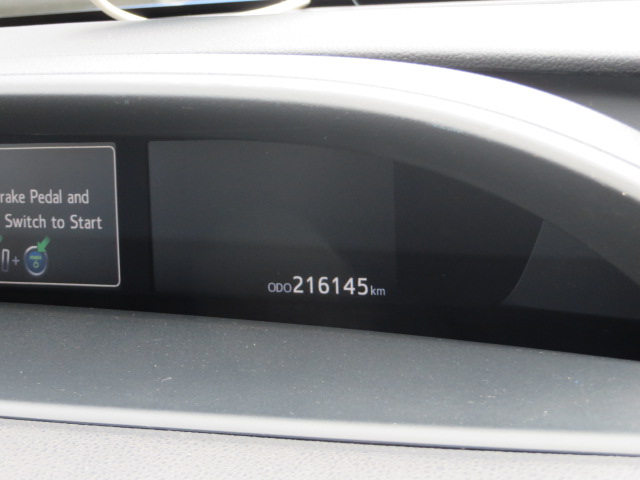 rake Pedal and
Switch to Start
+
ODO216145km